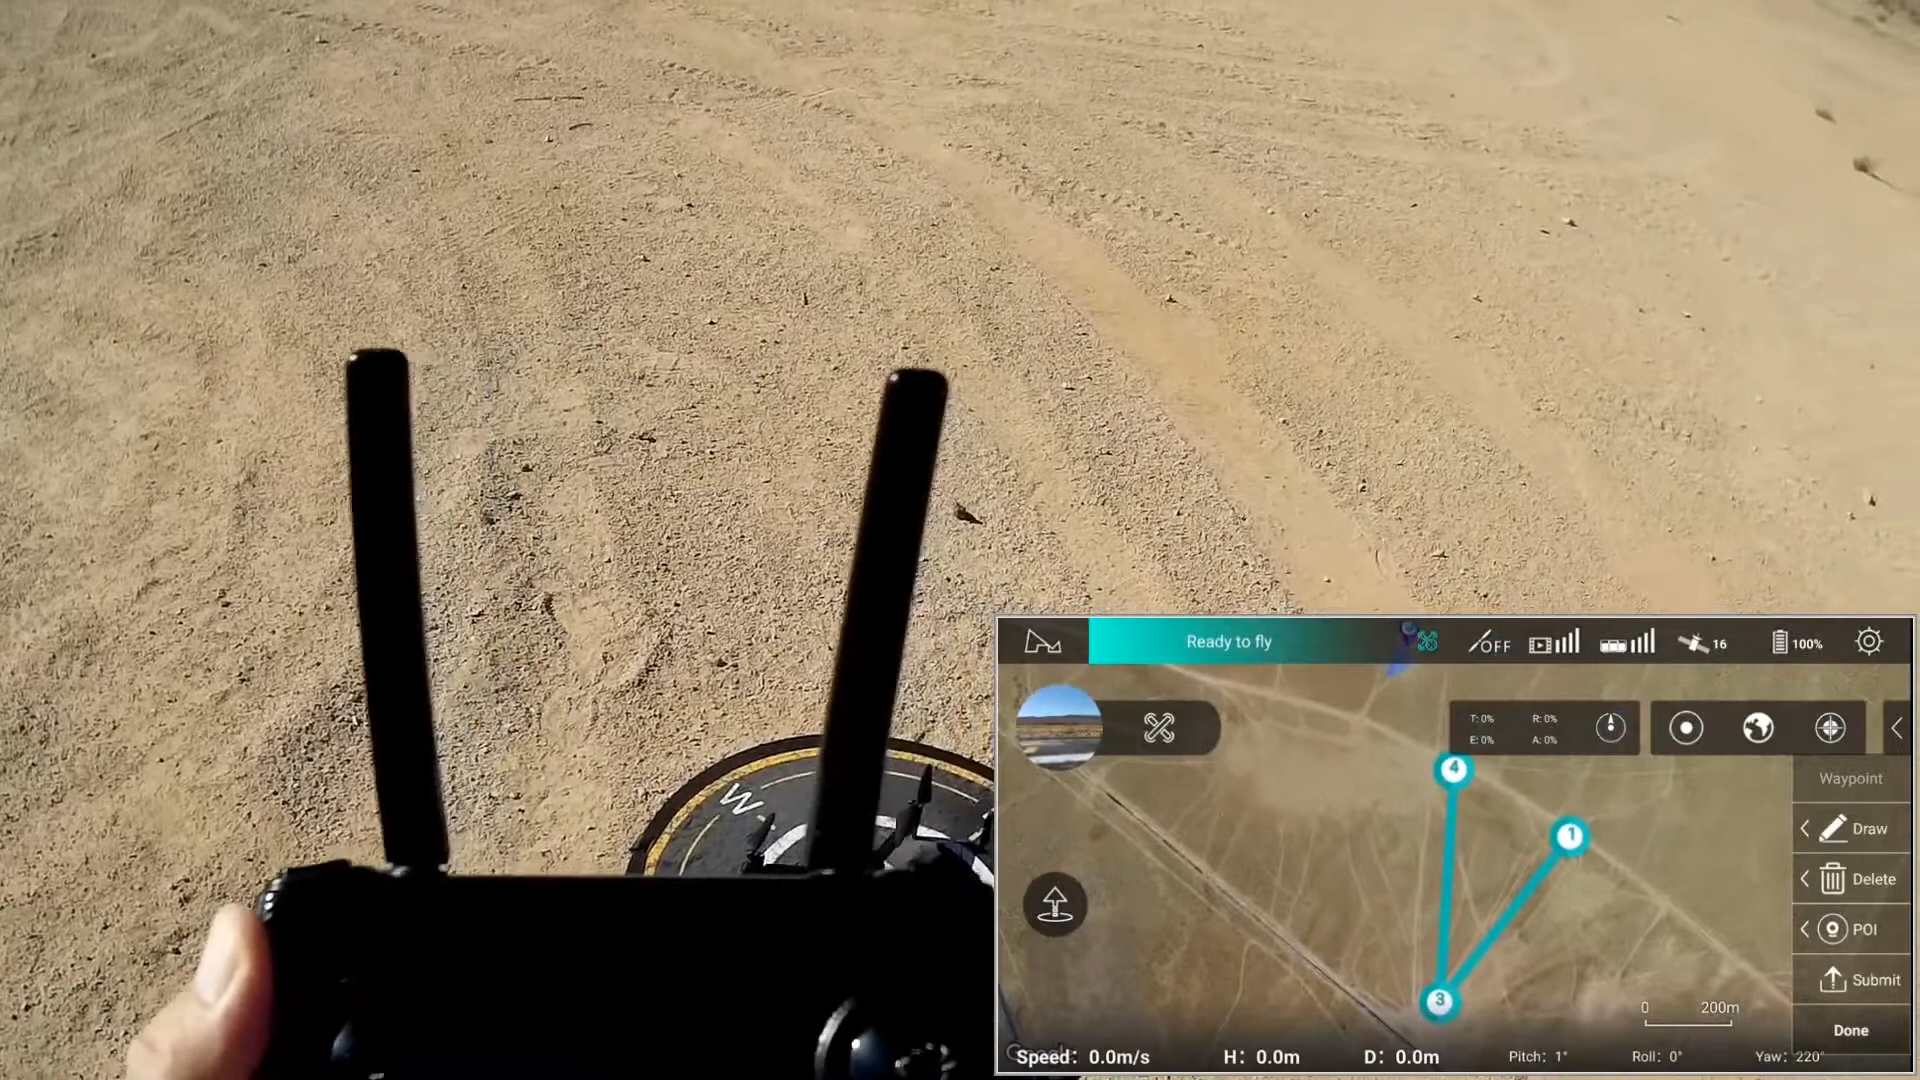 W
Ready to fly
OFF
16
100%
T: 0%
R: 0%
E: 0%
A: 0%
4
1
3
Waypoint
Draw
Delete
POI
Submit
Done
0
200m
Speed: 0.0m/s
H: 0.0m
D: 0.0m
Pitch: 1°
Roll: 0°
Yaw: 220°